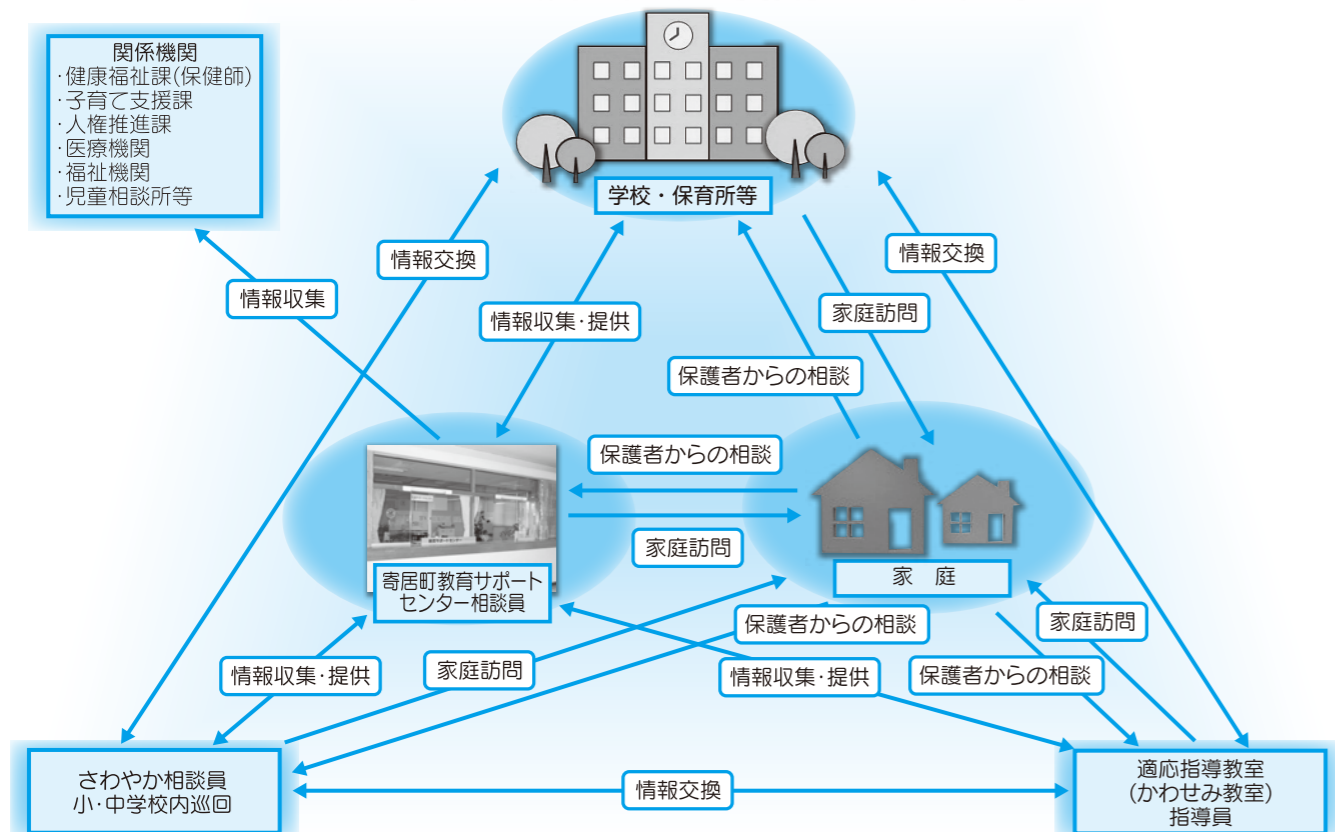 関係機関
·健康福祉課(保健師)
·子育て支援課
·人権推進課
·医療機関
·福祉機関
·児童相談所等
学校・保育所等
情報交換
情報交換
情報収集
情報収集·提供
家庭訪問
保護者からの相談
保護者からの相談
家庭訪問
寄居町教育サポート
センター相談員
家　庭
保護者からの相談
家庭訪問
情報収集·提供
家庭訪問
情報収集·提供
保護者からの相談
さわやか相談員
小·中学校内巡回
情報交換
適応指導教室
(かわせみ教室)
指導員